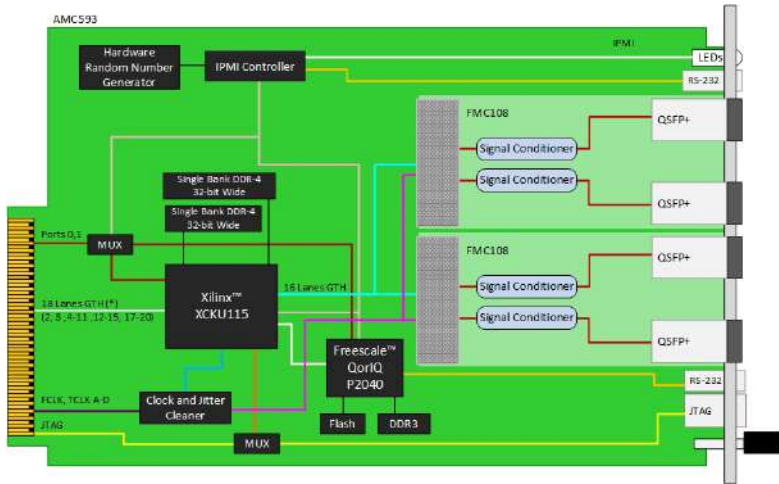 AMC593
Hardware
Random Number
Generator
IPMI Controller
IPMI
LEDs
RS-232
FMC108
QSFP+
Signal Conditioner
Signal Conditioner
QSFP+
Single Bank DDR-4
32-bit Wide
Single Bank DDR-4
32-bit Wide
Ports 0,1
MUX
FMC108
QSFP+
Signal Conditioner
Signal Conditioner
QSFP+
Xilinx™
XCKU115
16 Lanes GTH
18 Lanes GTH (*)
(2, 3 ,4-11 ,12-15, 17-20)
Freescale™
QorIQ
P2040
RS-232
FCLK, TCLK A-D
Clock and Jitter
Cleaner
Flash
DDR3
JTAG
JTAG
MUX